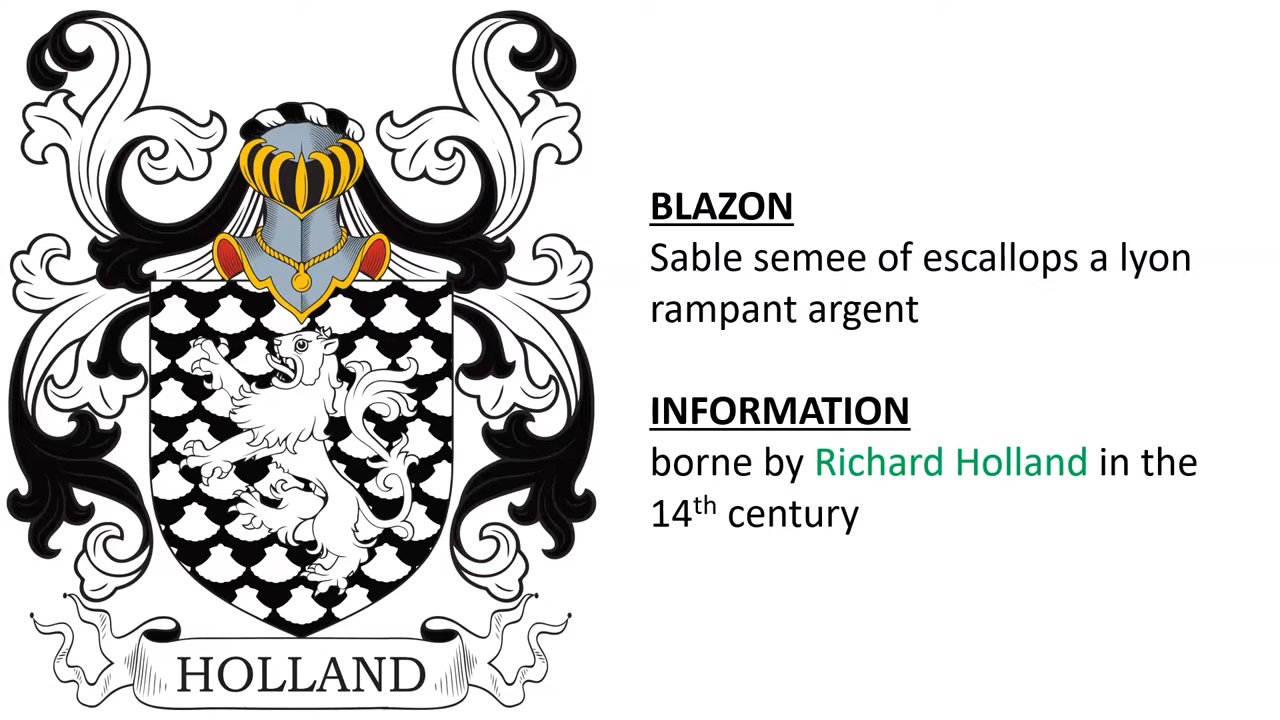 BLAZON
Sable semee of escallops a lyon
rampant argent
INFORMATION
borne by Richard Holland in the
14th century
HOLLAND